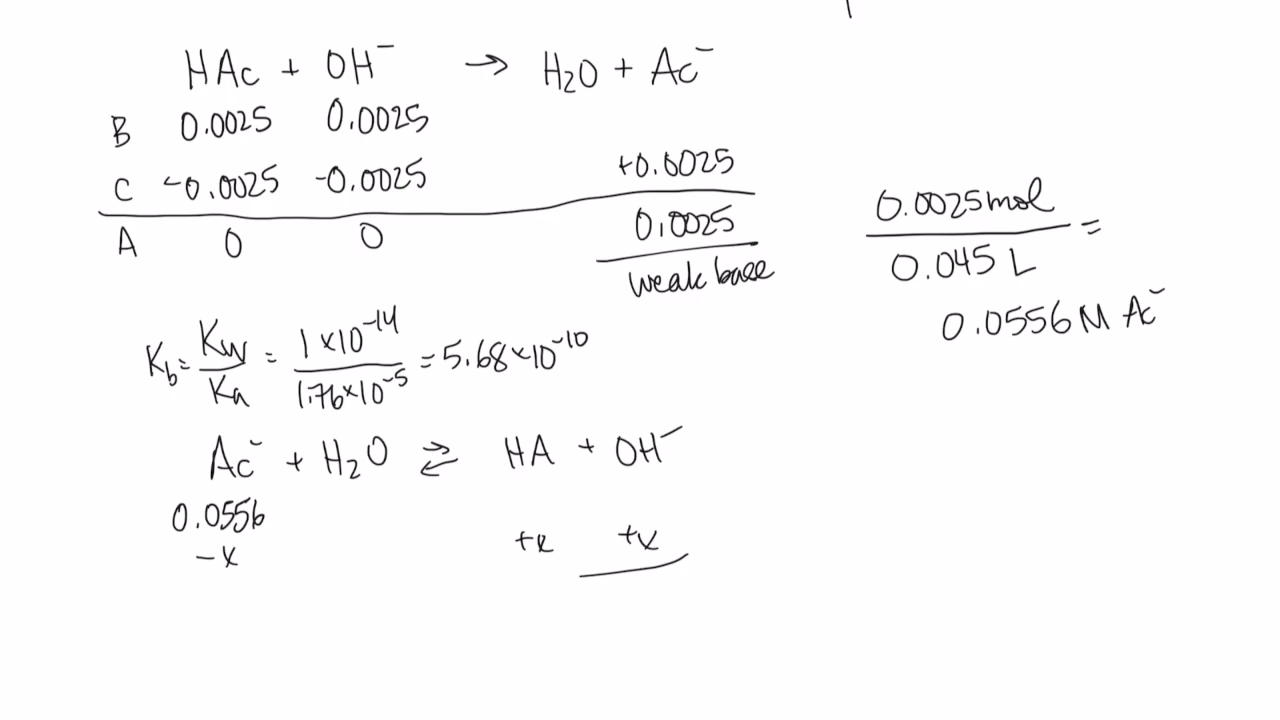 HAc + OH⁻ → H2O + Ac⁻
B 0.0025 0.0025
C -0.0025 -0.0025 +0.0025
A 0 0 0.0025
weak base
0.0025 mol / 0.045 L =
0.0556 M Ac⁻
Kb = Kw/Ka = 1×10⁻¹⁴ / 1.76×10⁻⁵ = 5.68×10⁻¹⁰
Ac⁻ + H2O ⇌ HA + OH⁻
0.0556
-x +x +x